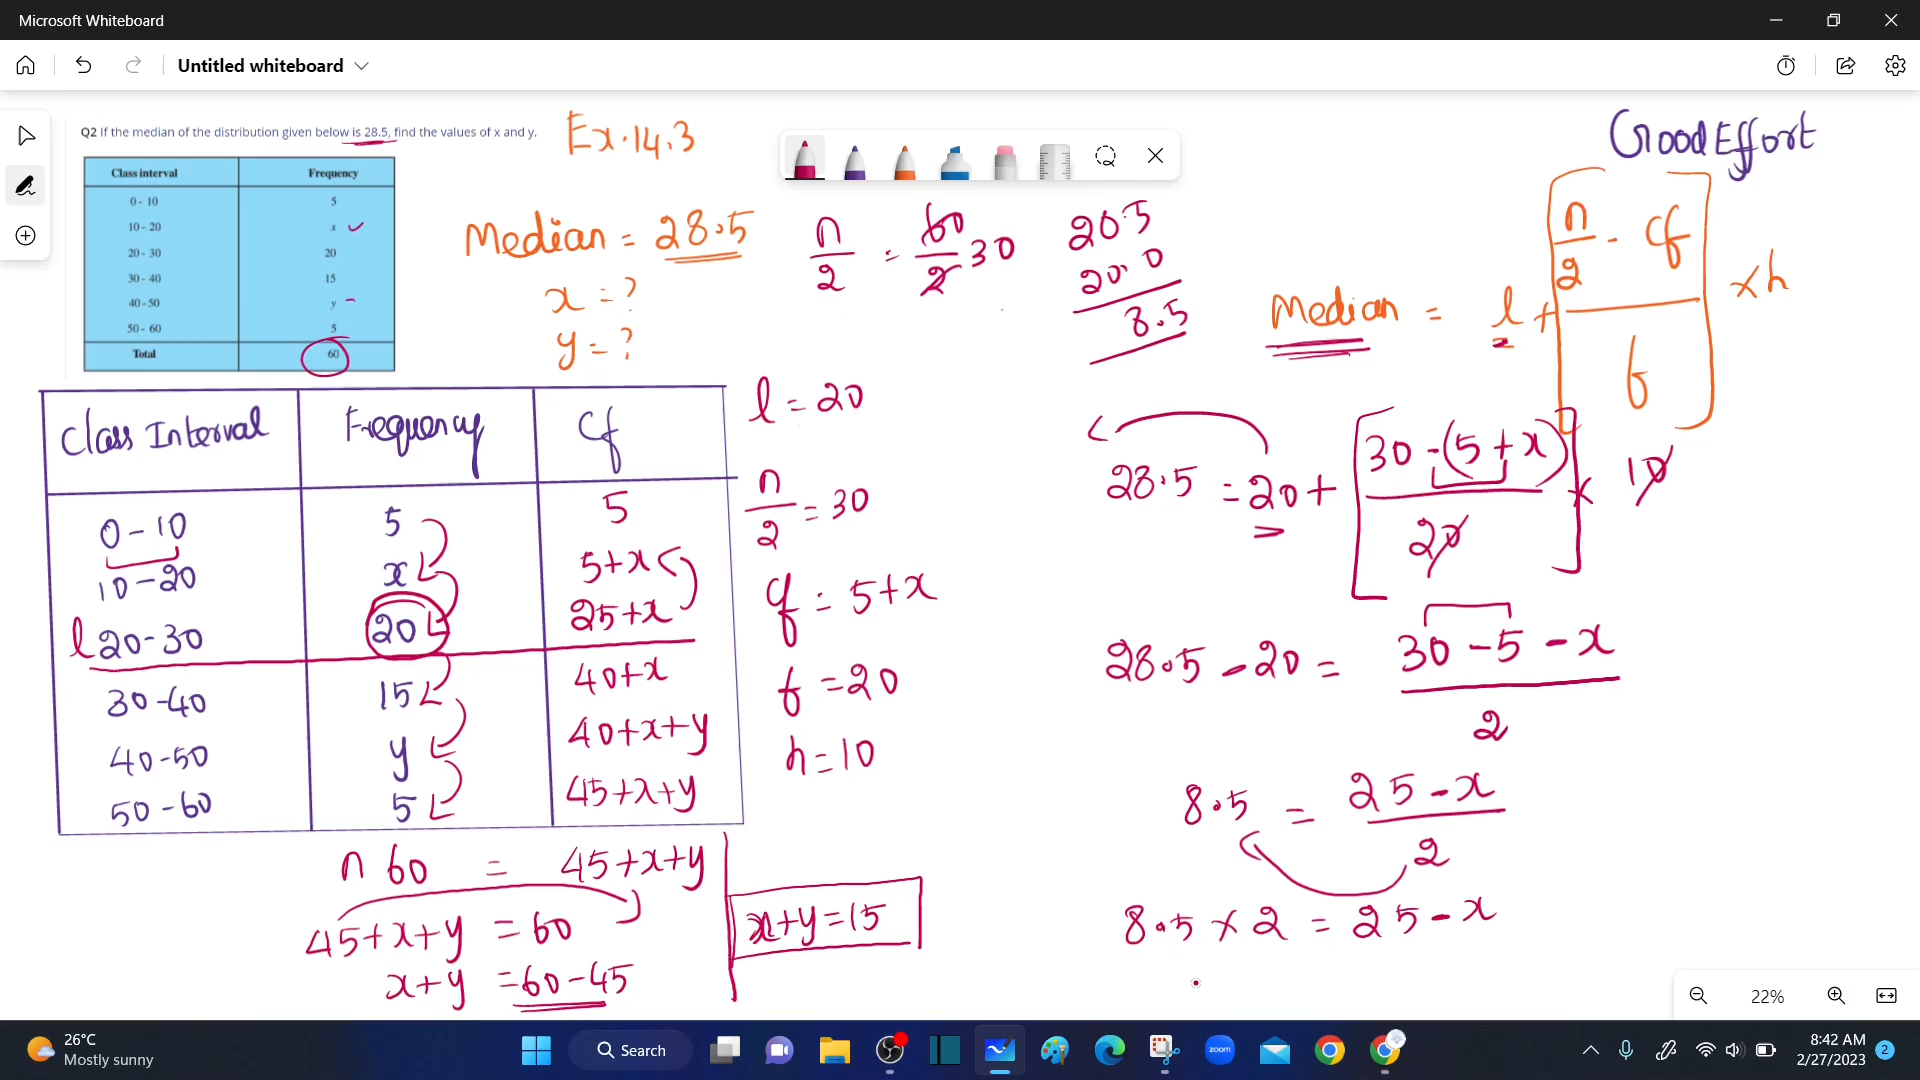 Microsoft Whiteboard
Untitled whiteboard
Q2 If the median of the distribution given below is 28.5, find the values of x and y.
Class interval Frequency
0 - 10 5
10 - 20 x
20 - 30 20
30 - 40 15
40 - 50 y
50 - 60 5
Total 60
Ex.14.3
Good Effort
Median = 28.5
x = ?
y = ?
n/2 = 60/2 30
20.5
20.0
8.5
Median = l + [n/2 - cf / f] × h
Class Interval Frequency Cf
0 - 10 5 5
10 - 20 x 5+x
l 20 - 30 20 25+x
30 - 40 15 40+x
40 - 50 y 40+x+y
50 - 60 5 45+x+y
l = 20
n/2 = 30
cf = 5+x
f = 20
h = 10
n 60 = 45+x+y
45+x+y = 60
x+y = 60-45
x+y = 15
28.5 = 20 + [30 - (5+x) / 20] × 10
28.5 - 20 = 30 - 5 - x / 2
8.5 = 25 - x / 2
8.5 × 2 = 25 - x
22%
26°C
Mostly sunny
Search
zoom
8:42 AM
2/27/2023
2